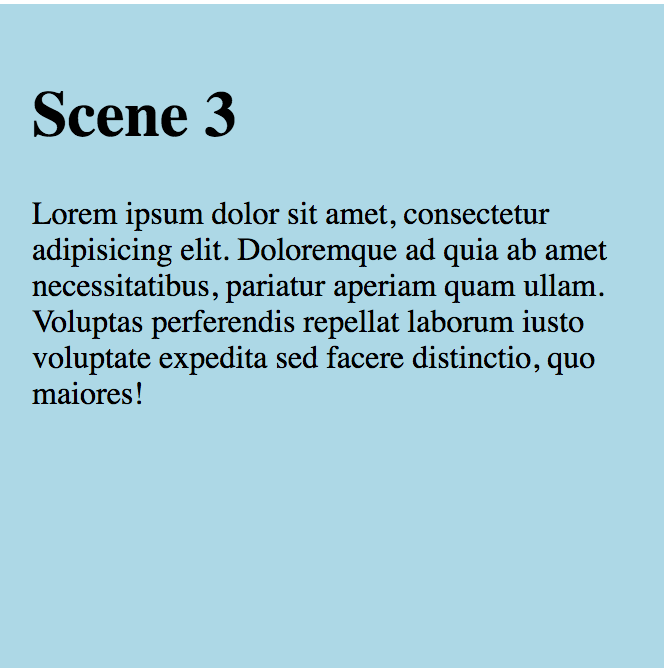 Scene 3
Lorem ipsum dolor sit amet, consectetur
adipisicing elit. Doloremque ad quia ab amet
necessitatibus, pariatur aperiam quam ullam.
Voluptas perferendis repellat laborum iusto
voluptate expedita sed facere distinctio, quo
maiores!